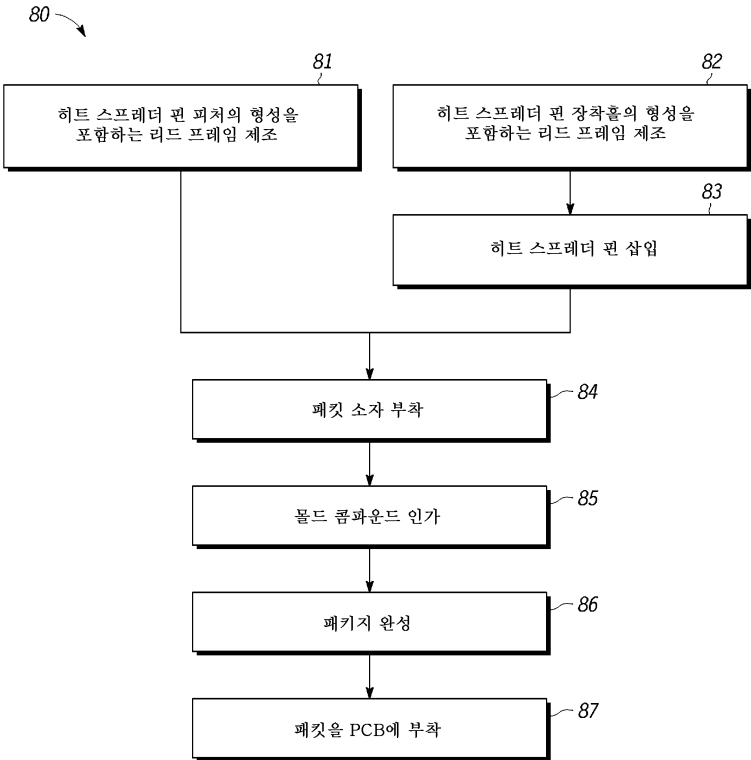 80
81
히트 스프레더 핀 피처의 형성을
포함하는 리드 프레임 제조
82
히트 스프레더 핀 장착홀의 형성을
포함하는 리드 프레임 제조
83
히트 스프레더 핀 삽입
84
패킷 소자 부착
85
몰드 콤파운드 인가
86
패키지 완성
87
패킷을 PCB에 부착